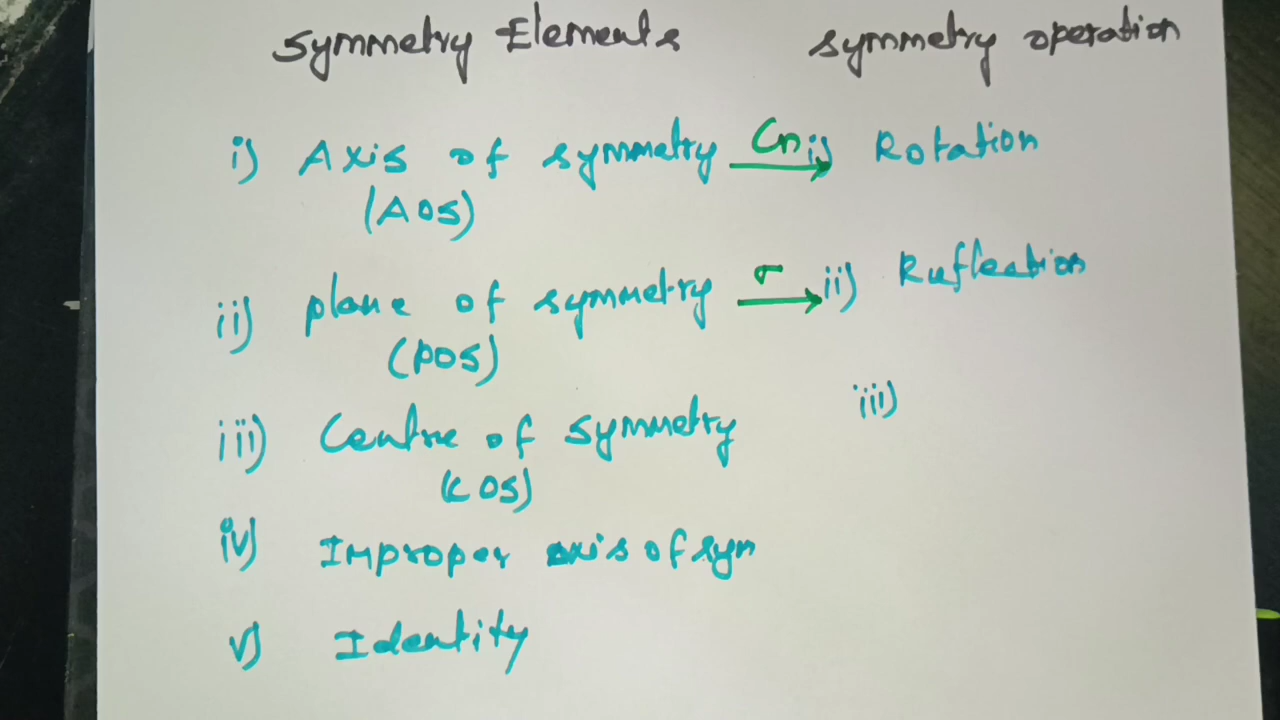 Symmetry Elements symmetry operation
i) Axis of symmetry Cn i) Rotation
(AOS)
ii) plane of symmetry σ ii) Reflection
(POS)
iii) Centre of symmetry iii)
(COS)
iv) Improper axis of sym
v) Identity